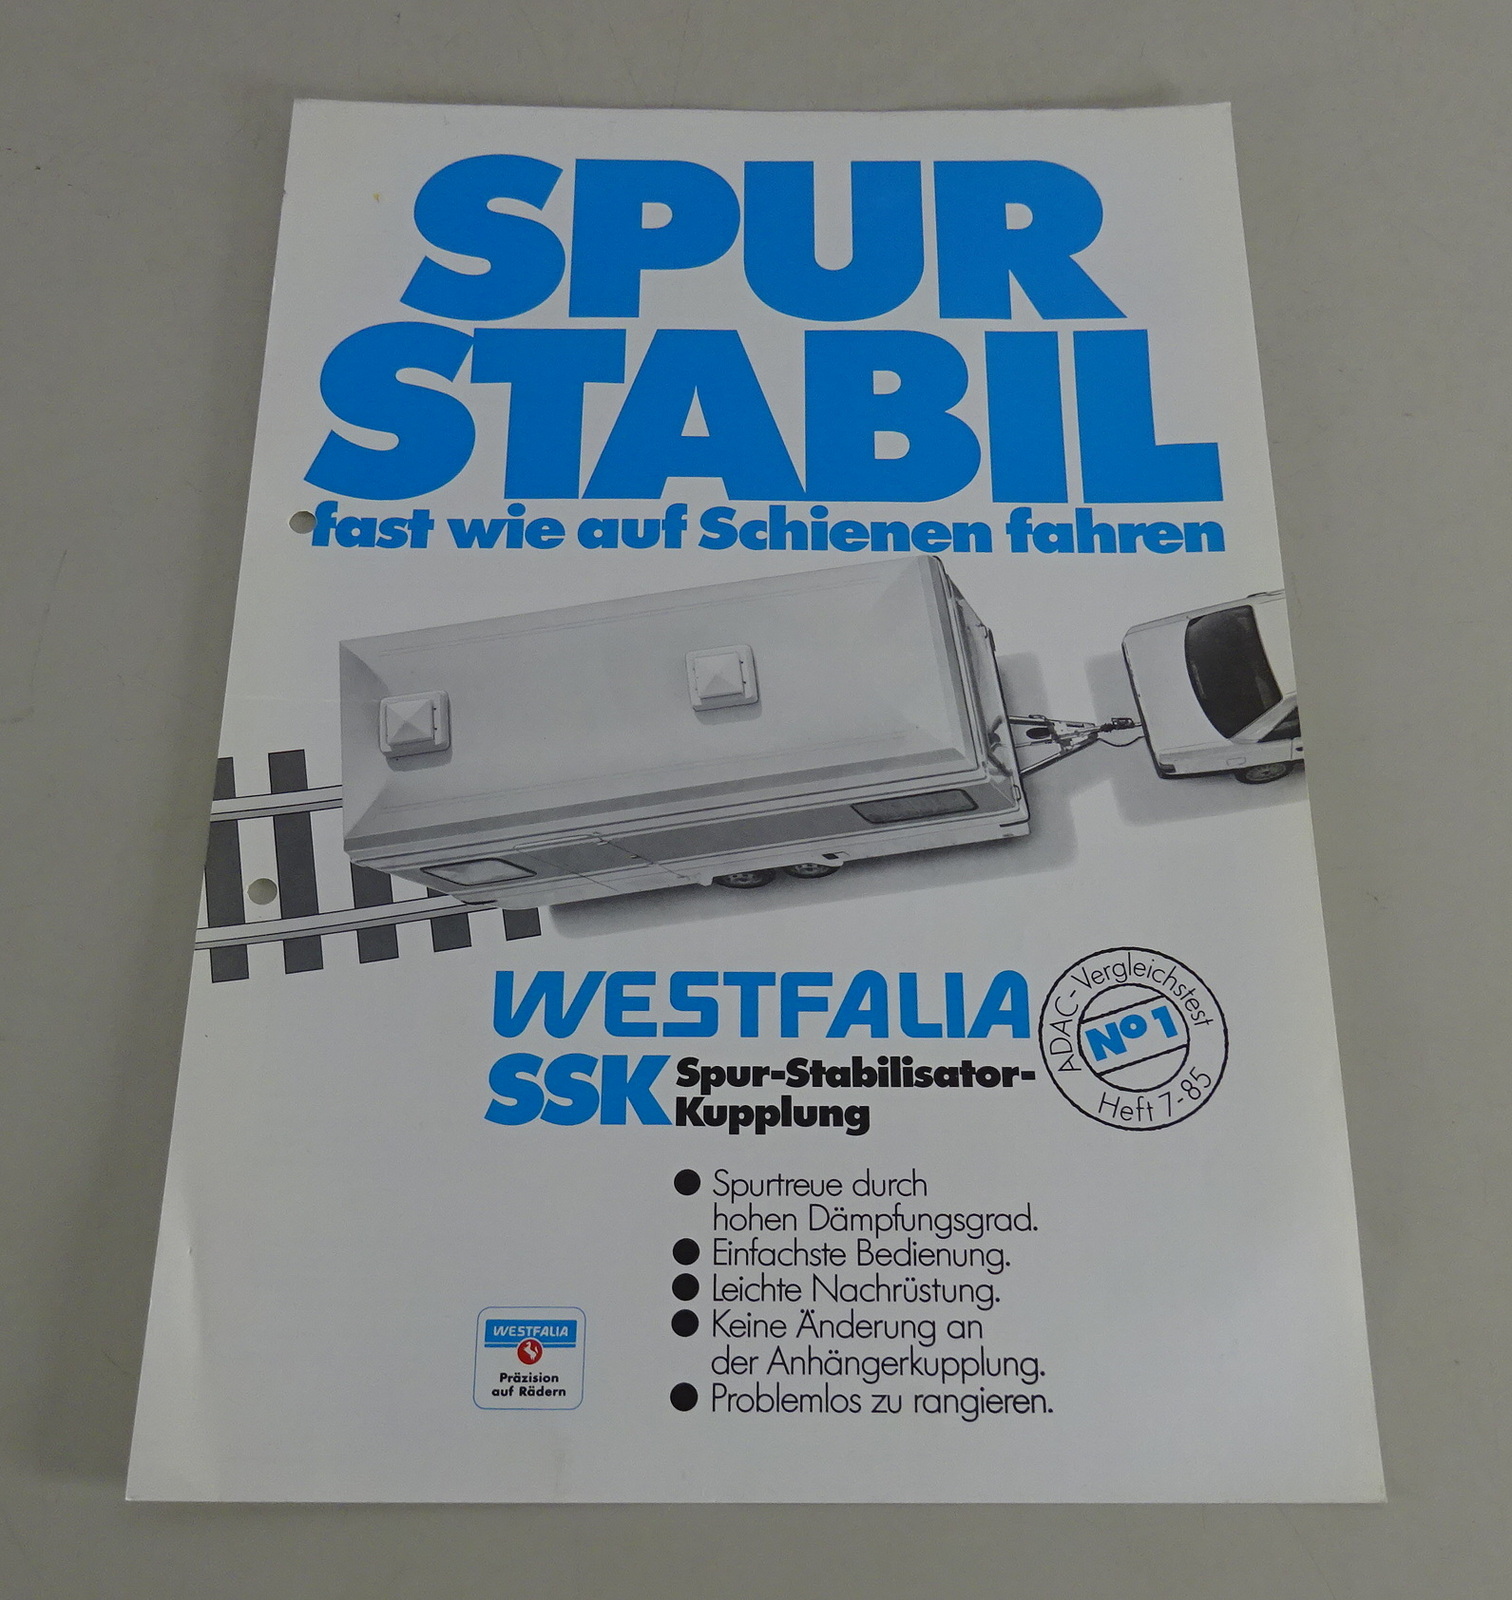 SPUR
STABIL
fast wie auf Schienen fahren
WESTFALIA
SSK Spur-Stabilisator-
Kupplung
ADAC-Vergleichstest
No 1
Heft 7-85
● Spurtreue durch
hohen Dämpfungsgrad.
● Einfachste Bedienung.
● Leichte Nachrüstung.
● Keine Änderung an
der Anhängerkupplung.
● Problemlos zu rangieren.
WESTFALIA
Präzision
auf Rädern